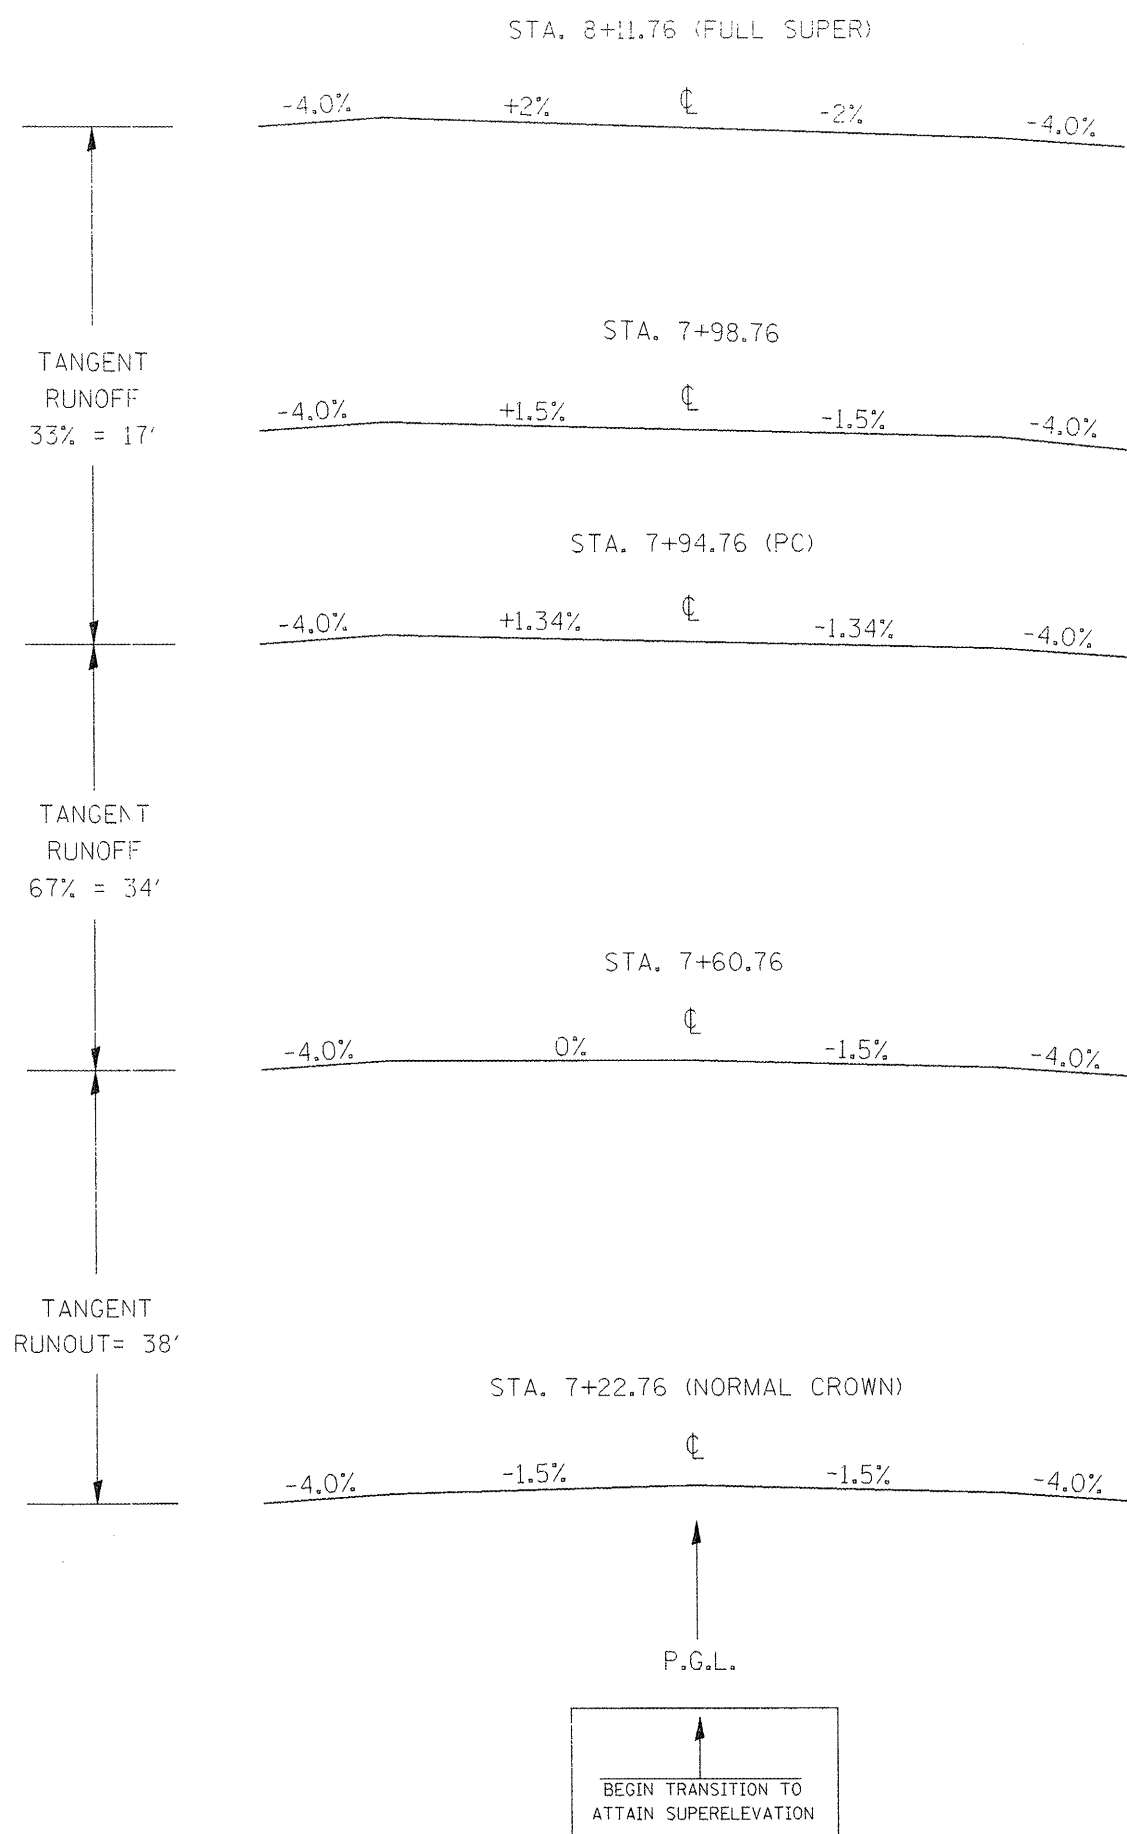 STA. 8+11.76 (FULL SUPER)
-4.0% +2% ℄ -2% -4.0%
TANGENT
RUNOFF
33% = 17'
STA. 7+98.76
-4.0% +1.5% ℄ -1.5% -4.0%
STA. 7+94.76 (PC)
-4.0% +1.34% ℄ -1.34% -4.0%
TANGENT
RUNOFF
67% = 34'
STA. 7+60.76
-4.0% 0% ℄ -1.5% -4.0%
TANGENT
RUNOUT= 38'
STA. 7+22.76 (NORMAL CROWN)
-4.0% -1.5% ℄ -1.5% -4.0%
P.G.L.
BEGIN TRANSITION TO
ATTAIN SUPERELEVATION